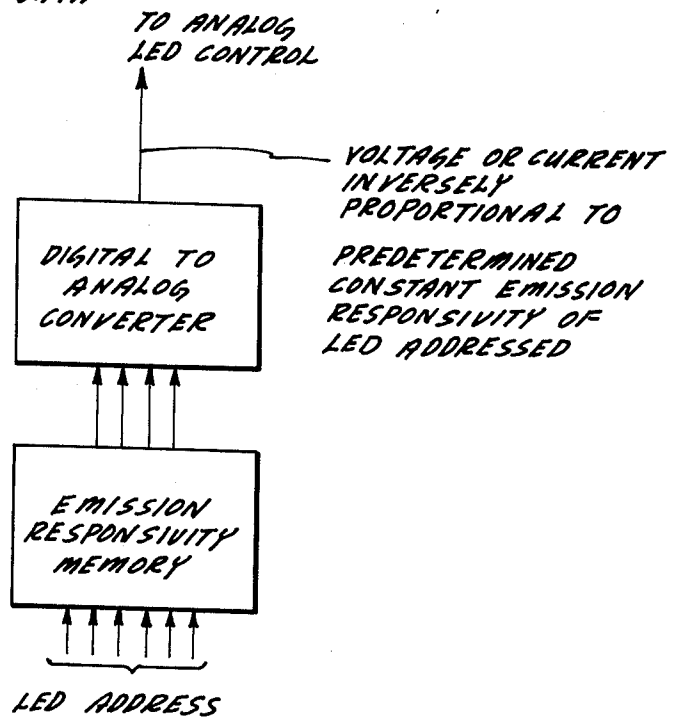 TO ANALOG
LED CONTROL
VOLTAGE OR CURRENT
INVERSELY
PROPORTIONAL TO
PREDETERMINED
CONSTANT EMISSION
RESPONSIVITY OF
LED ADDRESSED
DIGITAL TO
ANALOG
CONVERTER
EMISSION
RESPONSIVITY
MEMORY
LED ADDRESS